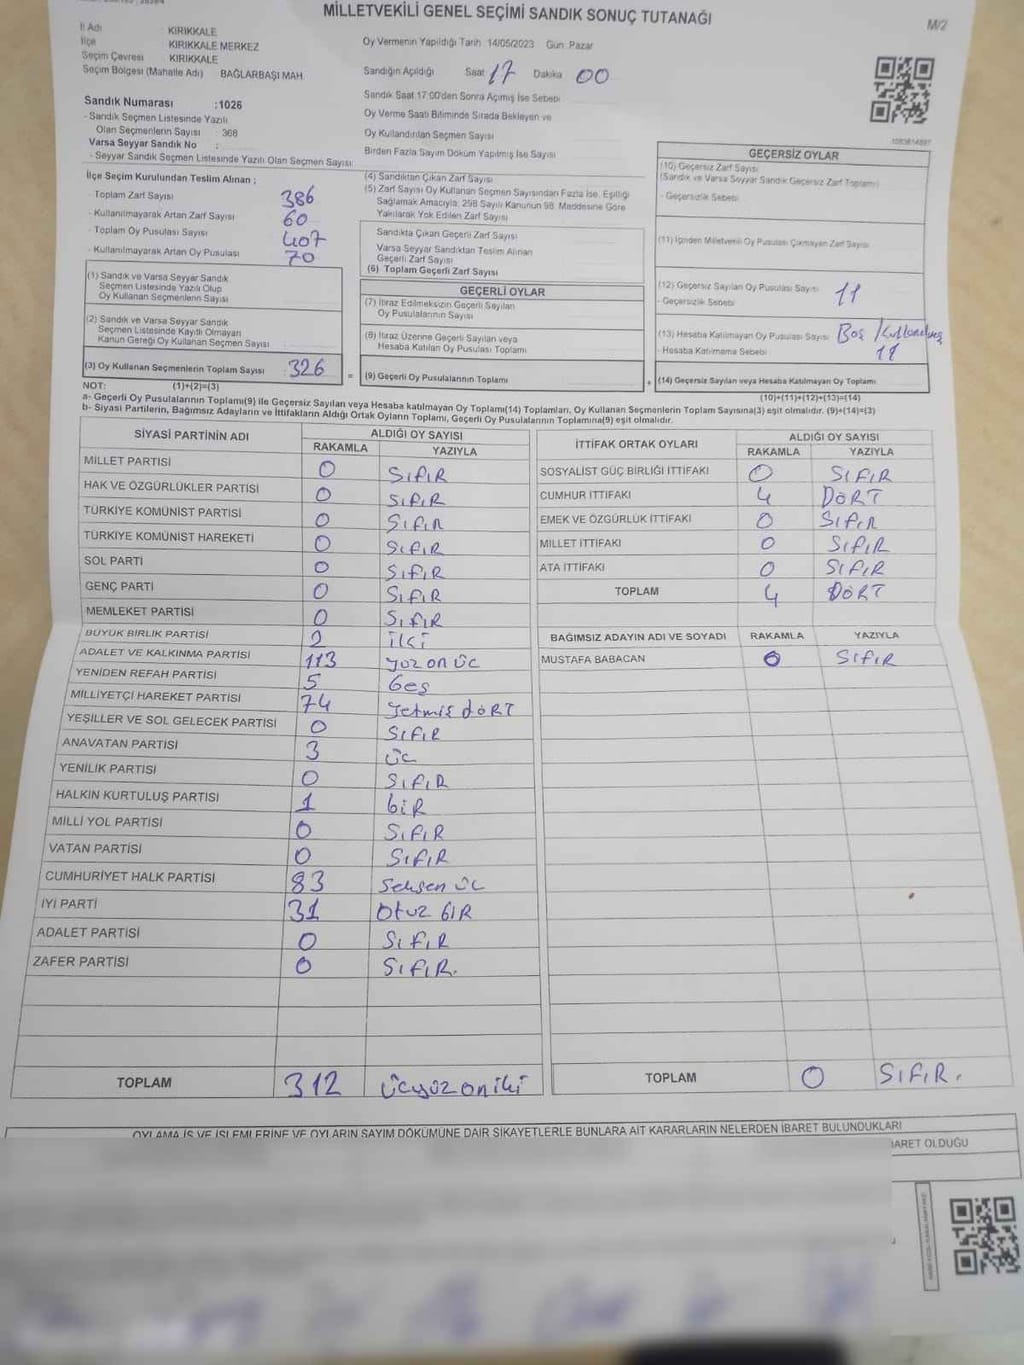 MİLLETVEKİLİ GENEL SEÇİMİ SANDIK SONUÇ TUTANAĞI
M/2
İl Adı KIRIKKALE
İlçe KIRIKKALE MERKEZ
Seçim Çevresi KIRIKKALE
Seçim Bölgesi (Mahalle Adı) BAĞLARBAŞI MAH.
Oy Vermenin Yapıldığı Tarih 14/05/2023 Gün Pazar
Sandığın Açıldığı Saat 17 Dakika 00
Sandık Saat 17:00'den Sonra Açımış İse Sebebi
Oy Verme Saati Bitiminde Sırada Bekleyen ve
Oy Kullandırılan Seçmen Sayısı
Birden Fazla Sayım Döküm Yapılmış İse Sayısı
Sandık Numarası :1026
- Sandık Seçmen Listesinde Yazılı
Olan Seçmenlerin Sayısı : 368
Varsa Seyyar Sandık No :
- Seyyar Sandık Seçmen Listesinde Yazılı Olan Seçmen Sayısı:
İlçe Seçim Kurulundan Teslim Alınan ;
- Toplam Zarf Sayısı 386
- Kullanılmayarak Artan Zarf Sayısı 60
- Toplam Oy Pusulası Sayısı 407
- Kullanılmayarak Artan Oy Pusulası 70
(1) Sandık ve Varsa Seyyar Sandık
Seçmen Listesinde Yazılı Olup
Oy Kullanan Seçmenlerin Sayısı
(2) Sandık ve Varsa Seyyar Sandık
Seçmen Listesinde Kayıtlı Olmayan
Kanun Gereği Oy Kullanan Seçmen Sayısı
(3) Oy Kullanan Seçmenlerin Toplam Sayısı 326
(4) Sandıktan Çıkan Zarf Sayısı
(5) Zarf Sayısı Oy Kullanan Seçmen Sayısından Fazla İse, Eşitliği
Sağlamak Amacıyla, 298 Sayılı Kanunun 98. Maddesine Göre
Yakılarak Yok Edilen Zarf Sayısı
Sandıkta Çıkan Geçerli Zarf Sayısı
Varsa Seyyar Sandıktan Teslim Alınan
Geçerli Zarf Sayısı
(6) Toplam Geçerli Zarf Sayısı
GEÇERLİ OYLAR
(7) İtiraz Edilmeksizin Geçerli Sayılan
Oy Pusulalarının Sayısı
(8) İtiraz Üzerine Geçerli Sayılan veya
Hesaba Katılan Oy Pusulası Toplamı
= (9) Geçerli Oy Pusulalarının Toplamı
GEÇERSİZ OYLAR
(10) Geçersiz Zarf Sayısı
(Sandık ve Varsa Seyyar Sandık Geçersiz Zarf Toplamı)
- Geçersizlik Sebebi
(11) İçinden Milletvekili Oy Pusulası Çıkmayan Zarf Sayısı
(12) Geçersiz Sayılan Oy Pusulası Sayısı 11
- Geçersizlik Sebebi
(13) Hesaba Katılmayan Oy Pusulası Sayısı Boş
- Hesaba Katılmama Sebebi
+ (14) Geçersiz Sayılan veya Hesaba Katılmayan Oy Toplamı
NOT: (1)+(2)=(3)
(10)+(11)+(12)+(13)=(14)
a- Geçerli Oy Pusulalarının Toplamı(9) ile Geçersiz Sayılan veya Hesaba katılmayan Oy Toplamı(14) Toplamları, Oy Kullanan Seçmenlerin Toplam Sayısına(3) eşit olmalıdır. (9)+(14)=(3)
b- Siyasi Partilerin, Bağımsız Adayların ve İttifakların Aldığı Ortak Oyların Toplamı, Geçerli Oy Pusulalarının Toplamına(9) eşit olmalıdır.
SİYASİ PARTİNİN ADI ALDIĞI OY SAYISI
RAKAMLA YAZIYLA
MİLLET PARTİSİ 0 SıfıR
HAK VE ÖZGÜRLÜKLER PARTİSİ 0 SıfıR
TÜRKİYE KOMÜNİST PARTİSİ 0 SıfıR
TÜRKİYE KOMÜNİST HAREKETİ 0 SıfıR
SOL PARTİ 0 SıfıR
GENÇ PARTİ 0 SıfıR
MEMLEKET PARTİSİ 0 SıfıR
BÜYÜK BİRLİK PARTİSİ 2 iki
ADALET VE KALKINMA PARTİSİ 113 yüz on üc
YENİDEN REFAH PARTİSİ 5 beş
MİLLİYETÇİ HAREKET PARTİSİ 74 yetmiş döRT
YEŞİLLER VE SOL GELECEK PARTİSİ 0 SıfıR
ANAVATAN PARTİSİ 3 üc
YENİLİK PARTİSİ 0 SıfıR
HALKIN KURTULUŞ PARTİSİ 1 biR
MİLLİ YOL PARTİSİ 0 SıfıR
VATAN PARTİSİ 0 SıfıR
CUMHURİYET HALK PARTİSİ 83 seksen üc
İYİ PARTİ 31 otuz bıR
ADALET PARTİSİ 0 SıfıR
ZAFER PARTİSİ 0 SıfıR.
TOPLAM 312 ücyüz on iki
İTTİFAK ORTAK OYLARI ALDIĞI OY SAYISI
RAKAMLA YAZIYLA
SOSYALİST GÜÇ BİRLİĞİ İTTİFAKI 0 SıfıR
CUMHUR İTTİFAKI 4 DÖRT
EMEK VE ÖZGÜRLÜK İTTİFAKI 0 SıfıR
MİLLET İTTİFAKI 0 SıfıR
ATA İTTİFAKI 0 SıfıR
TOPLAM 4 DÖRT
BAĞIMSIZ ADAYIN ADI VE SOYADI RAKAMLA YAZIYLA
MUSTAFA BABACAN 0 SıfıR
TOPLAM 0 SıfıR.
OYLAMA İŞ VE İŞLEMLERİNE VE OYLARIN SAYIM DÖKÜMÜNE DAİR ŞİKAYETLERLE BUNLARA AİT KARARLARIN NELERDEN İBARET BULUNDUKLARI
BARET OLDUĞU